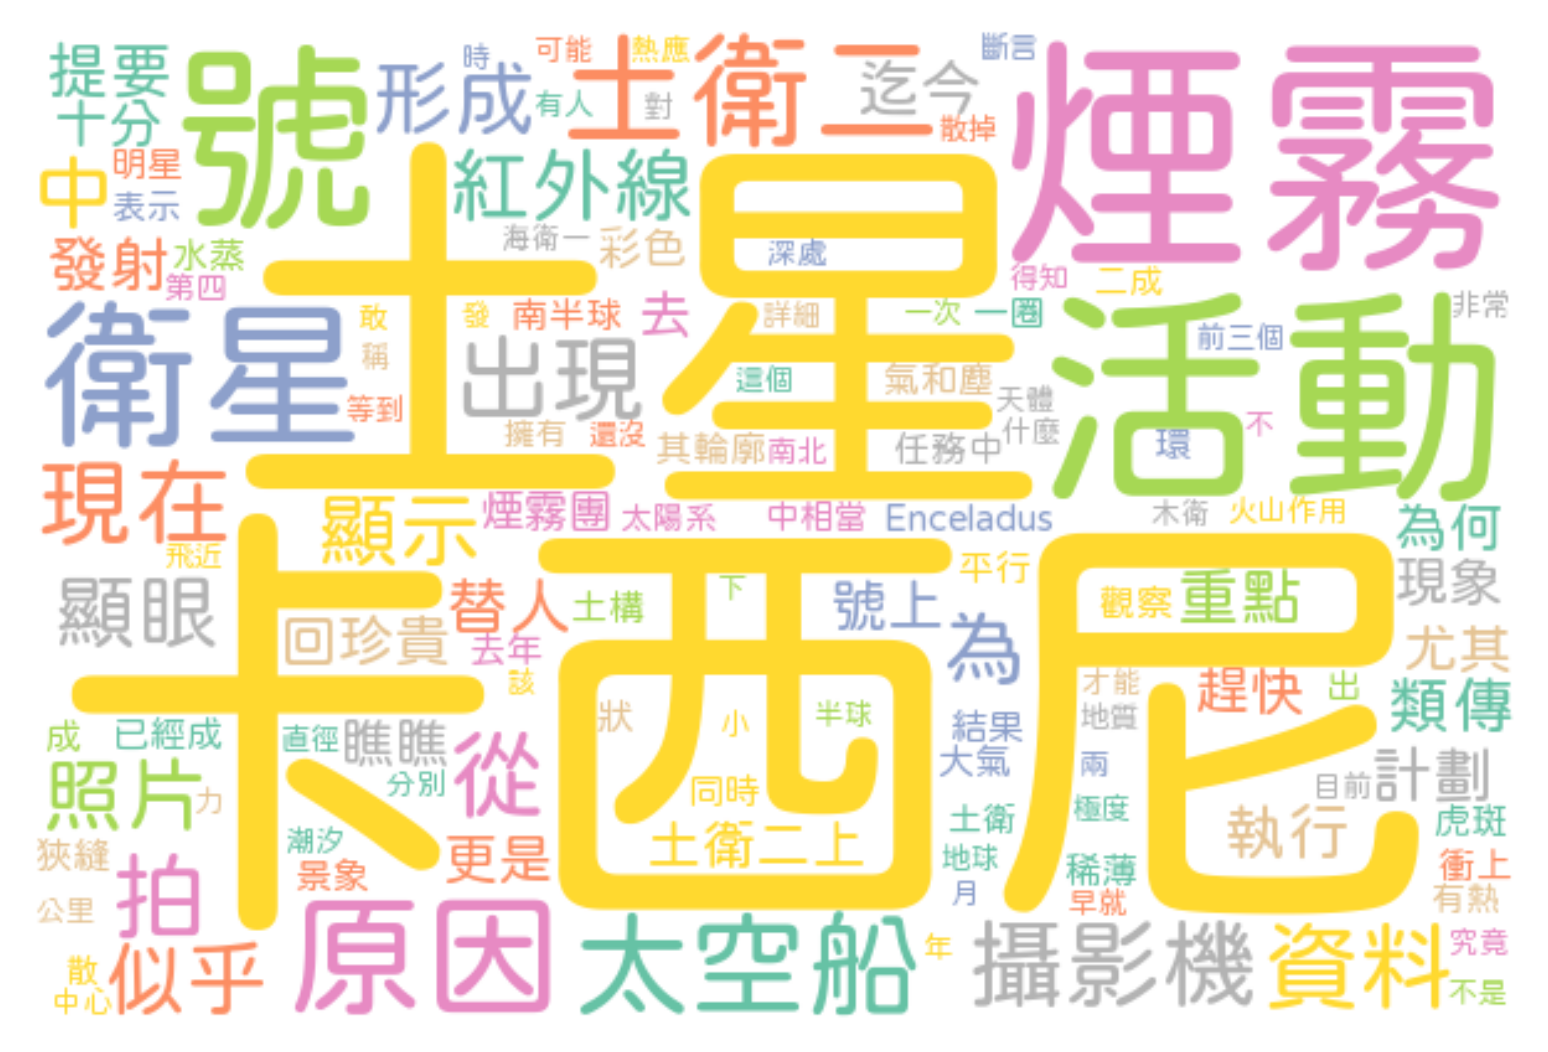 提要
號
形成
時
可能
熱應
土衛二
迄今
斷言
煙霧
十分
有人
對
散掉
中
明星
表示
紅外線
星
土
發射
水蒸
第四
海衛一
彩色
深處
得知
二成
衛星
敢
發
南半球
去
詳細
一次
一圈
活動
前三個
非常
稱
出現
這個
氣和塵
天體
等到
擁有
還沒
其輪廓
南北
任務中
什麼
環
不
現在
顯示
煙霧團
太陽系
中相當
Enceladus
木衛
火山作用
為何
飛近
卡西尼
平行
現象
顯眼
替人
土構
下
號上
觀察
重點
回珍貴
去年
為
尤其
該
才能
趕快
出
類傳
狀
小
半球
地質
成
已經成
直徑
瞧瞧
從
結果
大氣
兩
照片
力
分別
同時
目前
計劃
潮汐
土衛二上
土衛
極度
執行
虎斑
狹縫
拍
景象
更是
地球
稀薄
衝上
公里
月
早就
有熱
似乎
原因
太空船
年
攝影機
資料
究竟
散
中心
不是